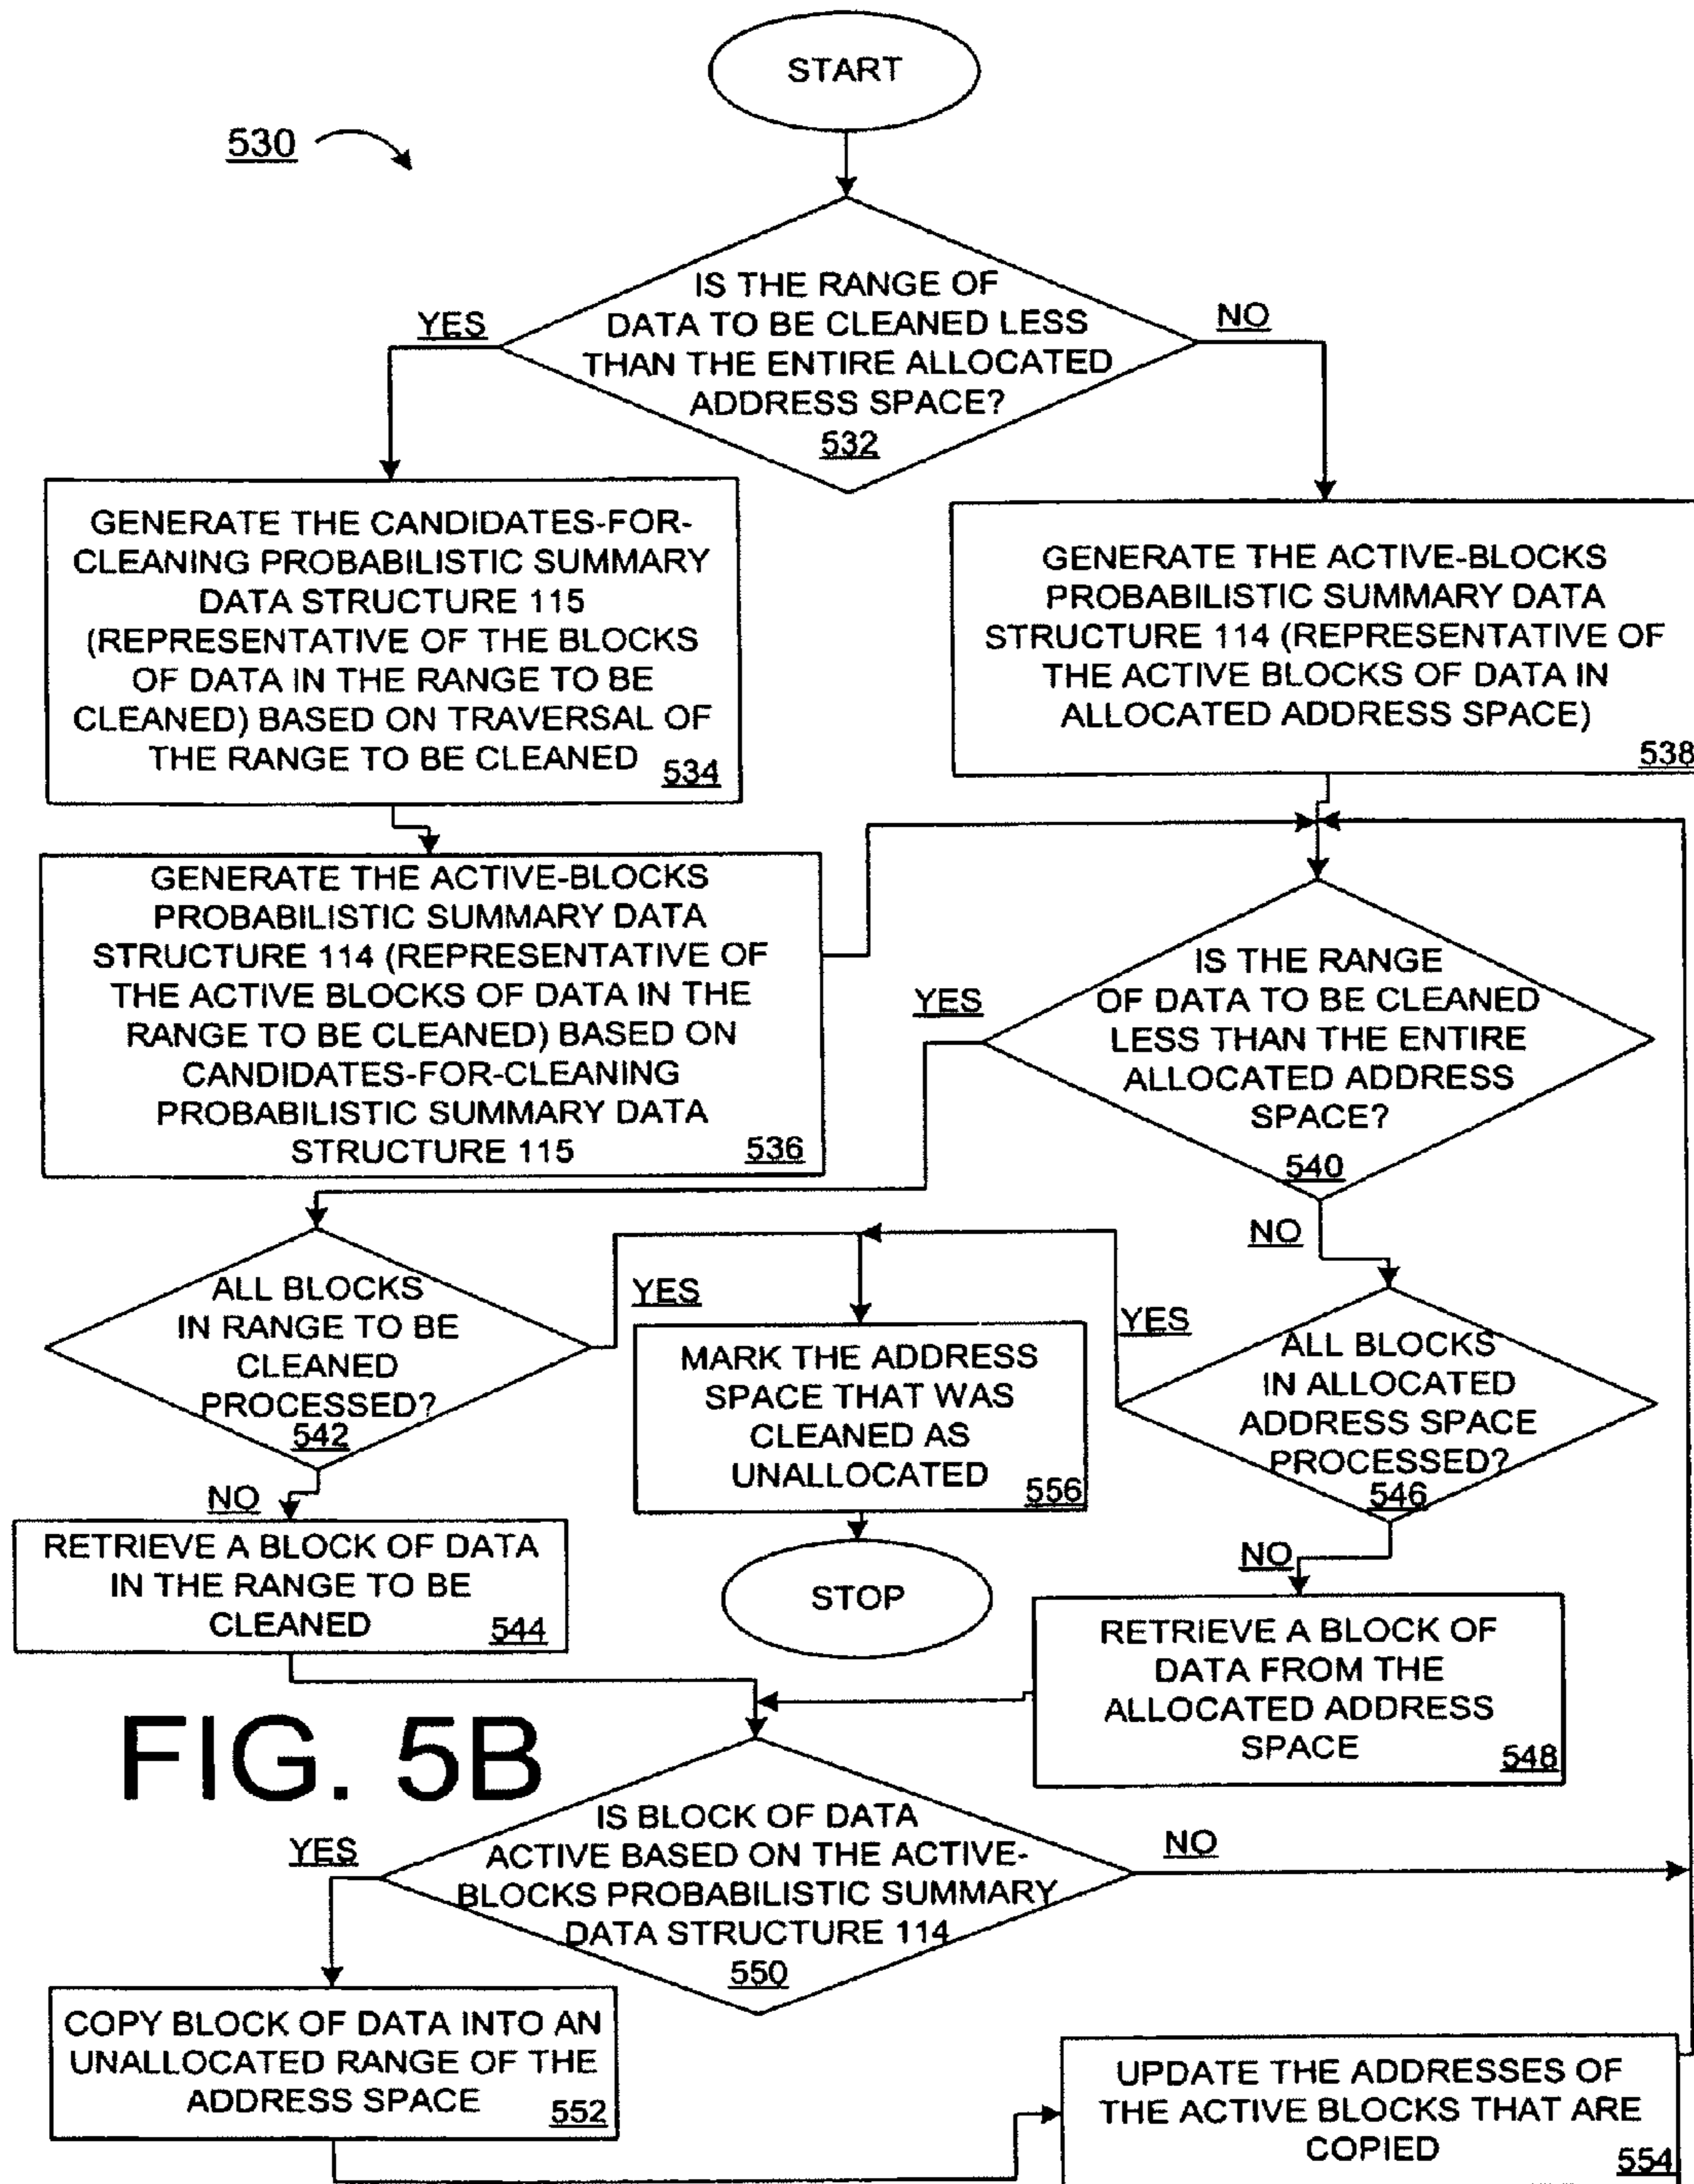 START
530
IS THE RANGE OF
DATA TO BE CLEANED LESS
THAN THE ENTIRE ALLOCATED
ADDRESS SPACE?
532
YES
NO
GENERATE THE CANDIDATES-FOR-
CLEANING PROBABILISTIC SUMMARY
DATA STRUCTURE 115
(REPRESENTATIVE OF THE BLOCKS
OF DATA IN THE RANGE TO BE
CLEANED) BASED ON TRAVERSAL OF
THE RANGE TO BE CLEANED
534
GENERATE THE ACTIVE-BLOCKS
PROBABILISTIC SUMMARY DATA
STRUCTURE 114 (REPRESENTATIVE OF
THE ACTIVE BLOCKS OF DATA IN
ALLOCATED ADDRESS SPACE)
538
GENERATE THE ACTIVE-BLOCKS
PROBABILISTIC SUMMARY DATA
STRUCTURE 114 (REPRESENTATIVE OF
THE ACTIVE BLOCKS OF DATA IN THE
RANGE TO BE CLEANED) BASED ON
CANDIDATES-FOR-CLEANING
PROBABILISTIC SUMMARY DATA
STRUCTURE 115
536
IS THE RANGE
OF DATA TO BE CLEANED
LESS THAN THE ENTIRE
ALLOCATED ADDRESS
SPACE?
540
YES
NO
ALL BLOCKS
IN RANGE TO BE
CLEANED
PROCESSED?
542
YES
NO
MARK THE ADDRESS
SPACE THAT WAS
CLEANED AS
UNALLOCATED
556
STOP
ALL BLOCKS
IN ALLOCATED
ADDRESS SPACE
PROCESSED?
546
YES
NO
RETRIEVE A BLOCK OF DATA
IN THE RANGE TO BE
CLEANED
544
RETRIEVE A BLOCK OF
DATA FROM THE
ALLOCATED ADDRESS
SPACE
548
FIG. 5B
IS BLOCK OF DATA
ACTIVE BASED ON THE ACTIVE-
BLOCKS PROBABILISTIC SUMMARY
DATA STRUCTURE 114
550
YES
NO
COPY BLOCK OF DATA INTO AN
UNALLOCATED RANGE OF THE
ADDRESS SPACE
552
UPDATE THE ADDRESSES OF
THE ACTIVE BLOCKS THAT ARE
COPIED
554